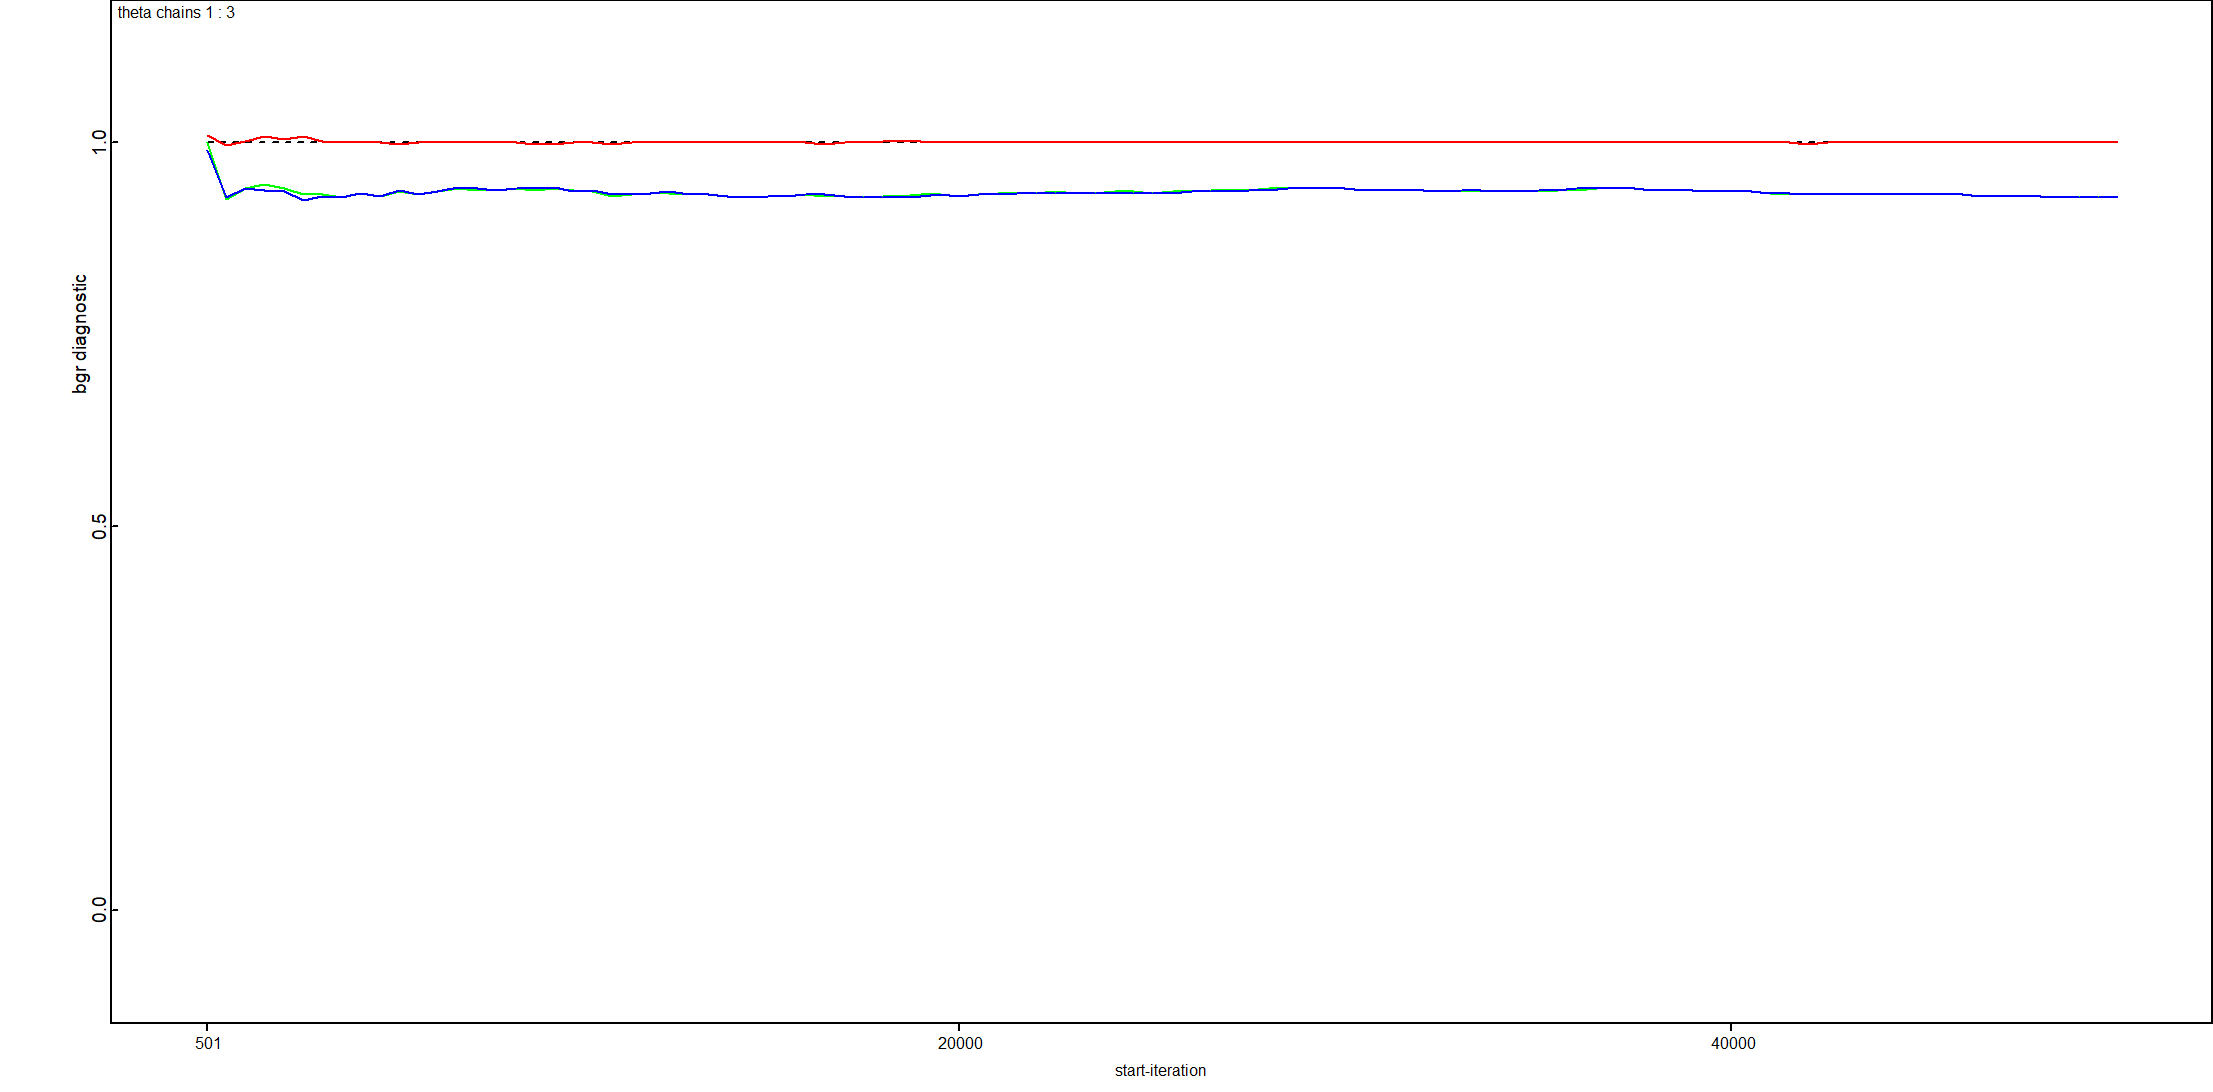 theta chains 1 : 3
1.0
0.5
0.0
bgr diagnostic
501
20000
40000
start-iteration